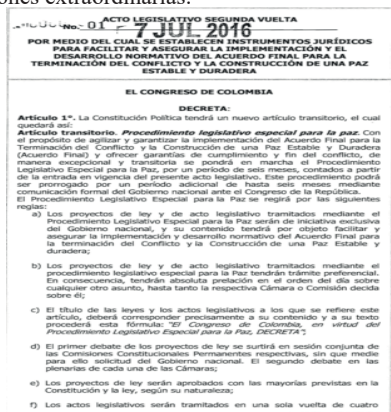 ones extraordinarias.
ACTO LEGISLATIVO SEGUNDA VUELTA
No. 01
7 JUL 2016
POR MEDIO DEL CUAL SE ESTABLECEN INSTRUMENTOS JURÍDICOS
PARA FACILITAR Y ASEGURAR LA IMPLEMENTACIÓN Y EL
DESARROLLO NORMATIVO DEL ACUERDO FINAL PARA LA
TERMINACIÓN DEL CONFLICTO Y LA CONSTRUCCIÓN DE UNA PAZ
ESTABLE Y DURADERA
EL CONGRESO DE COLOMBIA
DECRETA:
Artículo 1º. La Constitución Política tendrá un nuevo artículo transitorio, el cual
quedará así:
Artículo transitorio. Procedimiento legislativo especial para la paz. Con
el propósito de agilizar y garantizar la implementación del Acuerdo Final para la
Terminación del Conflicto y la Construcción de una Paz Estable y Duradera
(Acuerdo Final) y ofrecer garantías de cumplimiento y fin del conflicto, de
manera excepcional y transitoria se pondrá en marcha el Procedimiento
Legislativo Especial para la Paz, por un período de seis meses, contados a partir
de la entrada en vigencia del presente acto legislativo. Este procedimiento podrá
ser prorrogado por un período adicional de hasta seis meses mediante
comunicación formal del Gobierno nacional ante el Congreso de la República.
El Procedimiento Legislativo Especial para la Paz se regirá por las siguientes
reglas:
a) Los proyectos de ley y de acto legislativo tramitados mediante el
Procedimiento Legislativo Especial para la Paz serán de iniciativa exclusiva
del Gobierno nacional, y su contenido tendrá por objeto facilitar y
asegurar la implementación y desarrollo normativo del Acuerdo Final para
la terminación del Conflicto y la Construcción de una Paz Estable y
duradera;
b) Los proyectos de ley y de acto legislativo tramitados mediante el
procedimiento legislativo especial para la Paz tendrán trámite preferencial.
En consecuencia, tendrán absoluta prelación en el orden del día sobre
cualquier otro asunto, hasta tanto la respectiva Cámara o Comisión decida
sobre él;
c) El título de las leyes y los actos legislativos a los que se refiere este
artículo, deberá corresponder precisamente a su contenido y a su texto
procederá esta fórmula: "El Congreso de Colombia, en virtud del
Procedimiento Legislativo Especial para la Paz, DECRETA";
d) El primer debate de los proyectos de ley se surtirá en sesión conjunta de
las Comisiones Constitucionales Permanentes respectivas, sin que medie
para ello solicitud del Gobierno nacional. El segundo debate en las
plenarias de cada una de las Cámaras;
e) Los proyectos de ley serán aprobados con las mayorías previstas en la
Constitución y la ley, según su naturaleza;
f) Los actos legislativos serán tramitados en una sola vuelta de cuatro